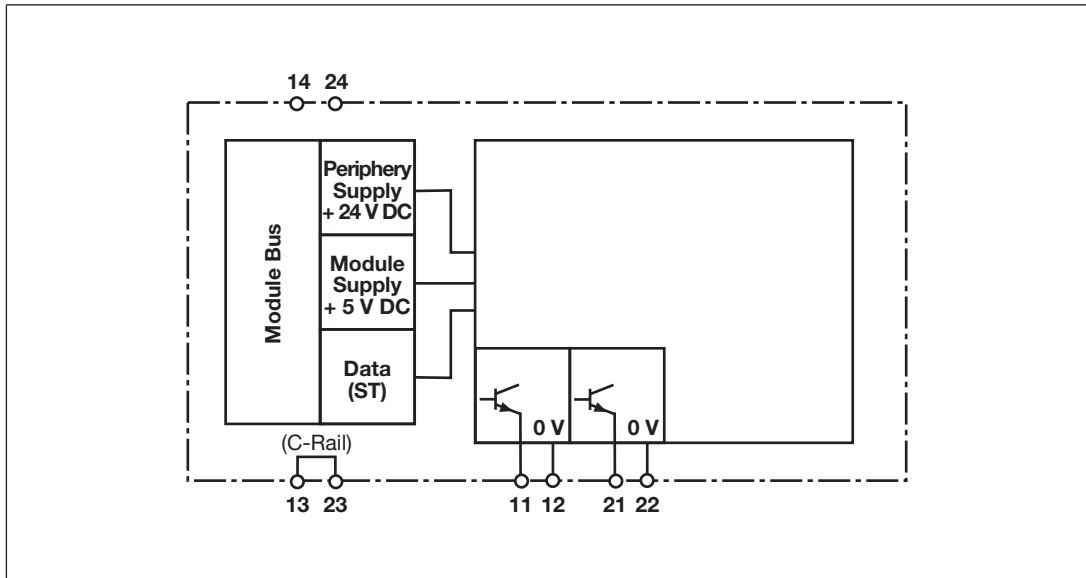 14 24
Module Bus
Periphery
Supply
+ 24 V DC
Module
Supply
+ 5 V DC
Data
(ST)
0 V 0 V
(C-Rail)
13 23 11 12 21 22